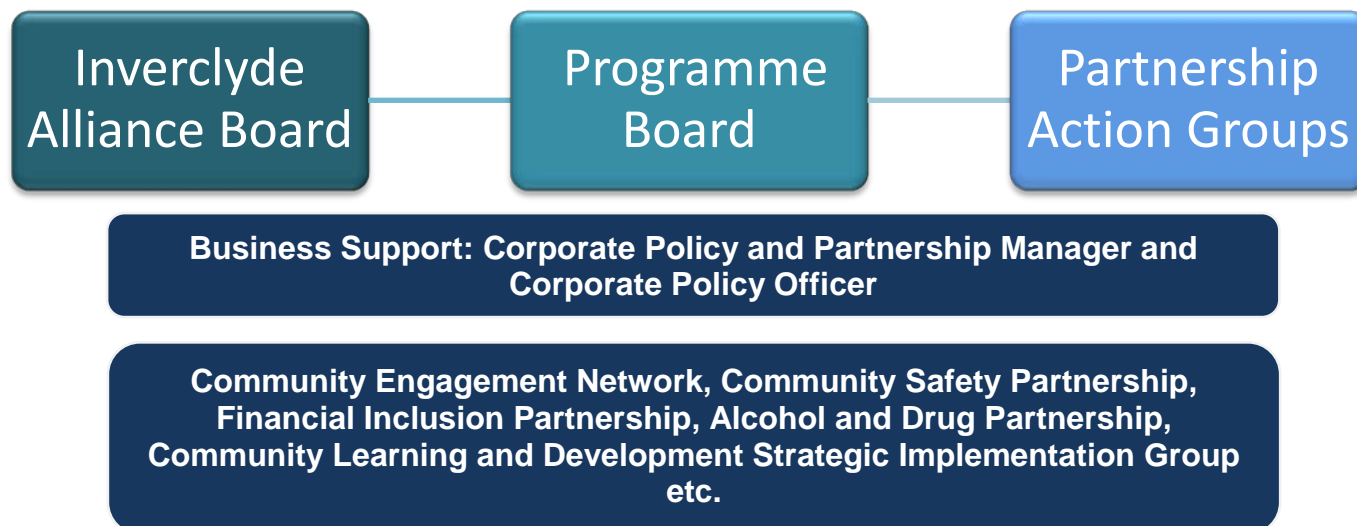 Inverclyde
Alliance Board
Programme
Board
Partnership
Action Groups
Business Support: Corporate Policy and Partnership Manager and
Corporate Policy Officer
Community Engagement Network, Community Safety Partnership,
Financial Inclusion Partnership, Alcohol and Drug Partnership,
Community Learning and Development Strategic Implementation Group
etc.